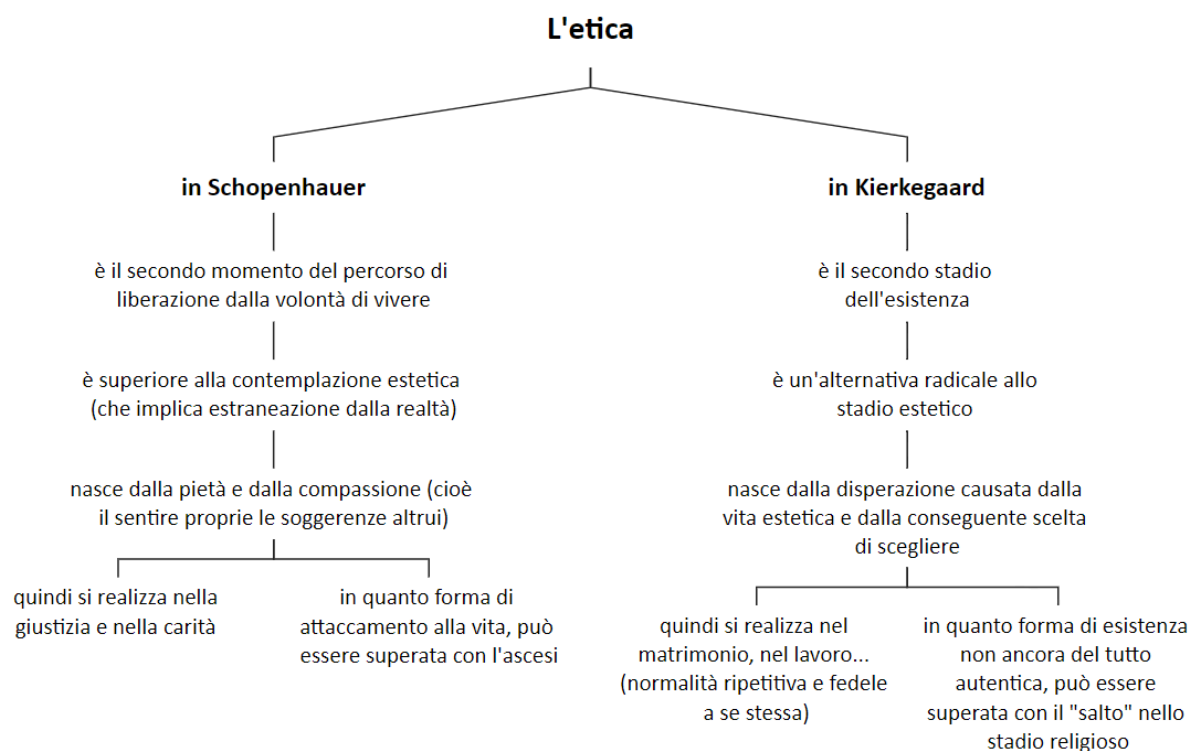 L'etica
in Schopenhauer
è il secondo momento del percorso di
liberazione dalla volontà di vivere
è superiore alla contemplazione estetica
(che implica estraneazione dalla realtà)
nasce dalla pietà e dalla compassione (cioè
il sentire proprie le soggerenze altrui)
quindi si realizza nella
giustizia e nella carità
in quanto forma di
attaccamento alla vita, può
essere superata con l'ascesi
in Kierkegaard
è il secondo stadio
dell'esistenza
è un'alternativa radicale allo
stadio estetico
nasce dalla disperazione causata dalla
vita estetica e dalla conseguente scelta
di scegliere
quindi si realizza nel
matrimonio, nel lavoro...
(normalità ripetitiva e fedele
a se stessa)
in quanto forma di esistenza
non ancora del tutto
autentica, può essere
superata con il "salto" nello
stadio religioso